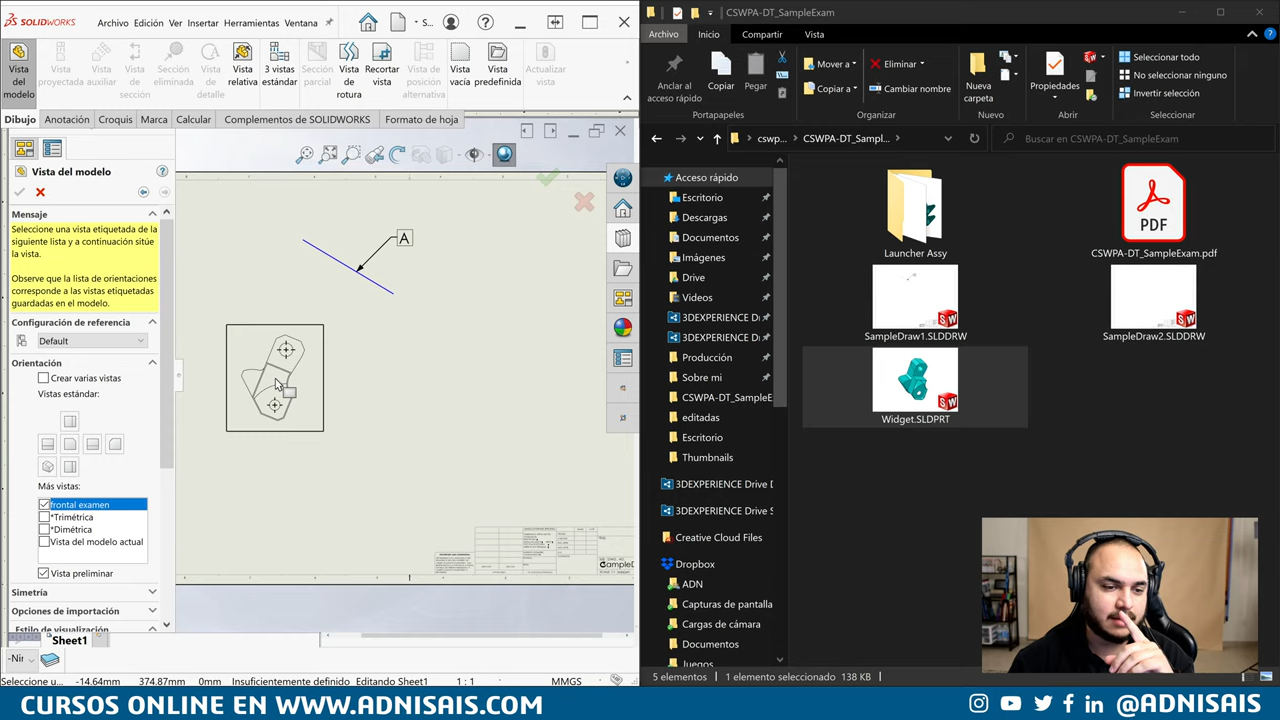 SOLIDWORKS
Archivo Edición Ver Insertar Herramientas Ventana S...
Vista del modelo
Vista proyectada
Vista auxiliar
Vista de sección
Sección eliminada
Vista de detalle
Vista relativa
3 vistas estándar
Sección parcial
Vista de rotura
Recortar vista
Vista de posición alternativa
Vista vacía
Vista predefinida
Actualizar vista
Dibujo Anotación Croquis Marca Calcular Complementos de SOLIDWORKS Formato de hoja
Vista del modelo
Mensaje
Seleccione una vista etiquetada de la
siguiente lista y a continuación sitúe
la vista.
Observe que la lista de orientaciones
corresponde a las vistas etiquetadas
guardadas en el modelo.
Configuración de referencia
Default
Orientación
Crear varias vistas
Vistas estándar:
Más vistas:
frontal examen
*Trimétrica
*Dimétrica
Vista del modelo actual
Vista preliminar
Simetría
Opciones de importación
Estilo de visualización
A
Sheet1
Seleccione u... -14.64mm 374.87mm 0mm Insuficientemente definido Editando Sheet1 1 : 1 MMGS
CSWPA-DT_SampleExam
Archivo Inicio Compartir Vista
Anclar al acceso rápido
Copiar
Pegar
Portapapeles
Mover a
Copiar a
Eliminar
Cambiar nombre
Organizar
Nueva carpeta
Nuevo
Propiedades
Abrir
Seleccionar todo
No seleccionar ninguno
Invertir selección
Seleccionar
cswp... CSWPA-DT_Sampl...
Buscar en CSWPA-DT_SampleExam
Acceso rápido
Escritorio
Descargas
Documentos
Imágenes
Drive
Videos
3DEXPERIENCE Dr
3DEXPERIENCE Dr
Producción
Sobre mi
CSWPA-DT_SampleE
editadas
Escritorio
Thumbnails
3DEXPERIENCE Drive D
3DEXPERIENCE Drive S
Creative Cloud Files
Dropbox
ADN
Capturas de pantalla
Cargas de cámara
Documentos
Juegos
Launcher Assy
PDF
CSWPA-DT_SampleExam.pdf
SampleDraw1.SLDDRW
SampleDraw2.SLDDRW
Widget.SLDPRT
5 elementos 1 elemento seleccionado 138 KB
CURSOS ONLINE EN WWW.ADNISAIS.COM
@ADNISAIS